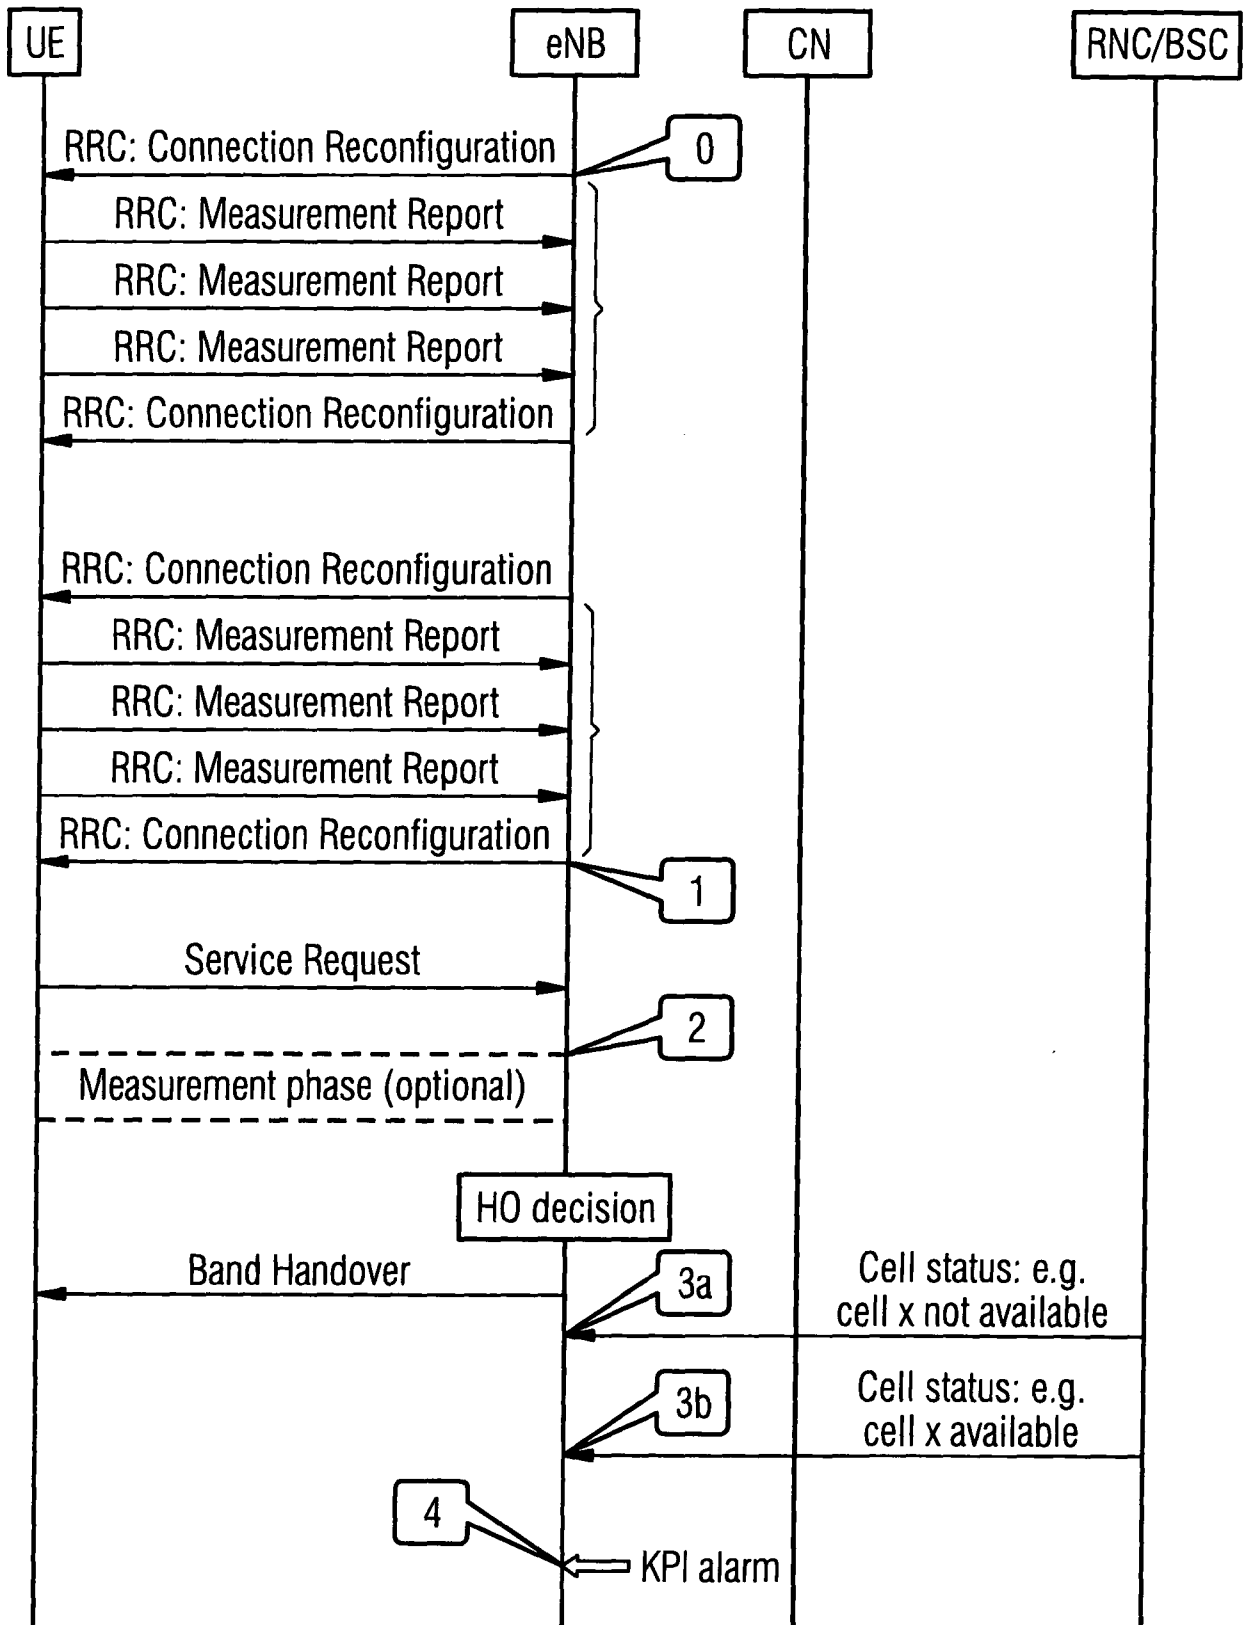 UE
eNB
CN
RNC/BSC
RRC: Connection Reconfiguration
0
RRC: Measurement Report
RRC: Measurement Report
RRC: Measurement Report
RRC: Connection Reconfiguration
RRC: Connection Reconfiguration
RRC: Measurement Report
RRC: Measurement Report
RRC: Measurement Report
RRC: Connection Reconfiguration
1
Service Request
2
Measurement phase (optional)
HO decision
Band Handover
3a
Cell status: e.g.
cell x not available
3b
Cell status: e.g.
cell x available
4
KPI alarm